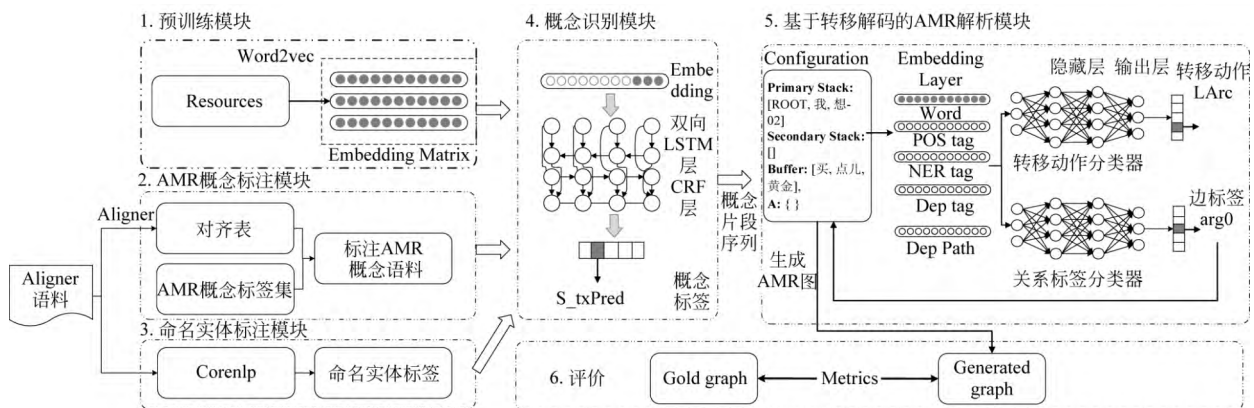 1. 预训练模块
Word2vec
Resources
Embedding Matrix
2. AMR概念标注模块
Aligner
对齐表
AMR概念标签集
标注AMR
概念语料
Aligner
语料
3. 命名实体标注模块
Corenlp
命名实体标签
4. 概念识别模块
Embe
dding
双向
LSTM
层
CRF
层
S_txPred
概念
标签
概念
片段
序列
5. 基于转移解码的AMR解析模块
Configuration
Primary Stack:
[ROOT, 我, 想-
02]
Secondary Stack:
[]
Buffer: [买, 点儿,
黄金],
A: { }
Embedding
Layer
Word
POS tag
NER tag
Dep tag
Dep Path
隐藏层
输出层
转移动作
LArc
转移动作分类器
边标签
arg0
关系标签分类器
生成
AMR图
6. 评价
Gold graph
Metrics
Generated
graph